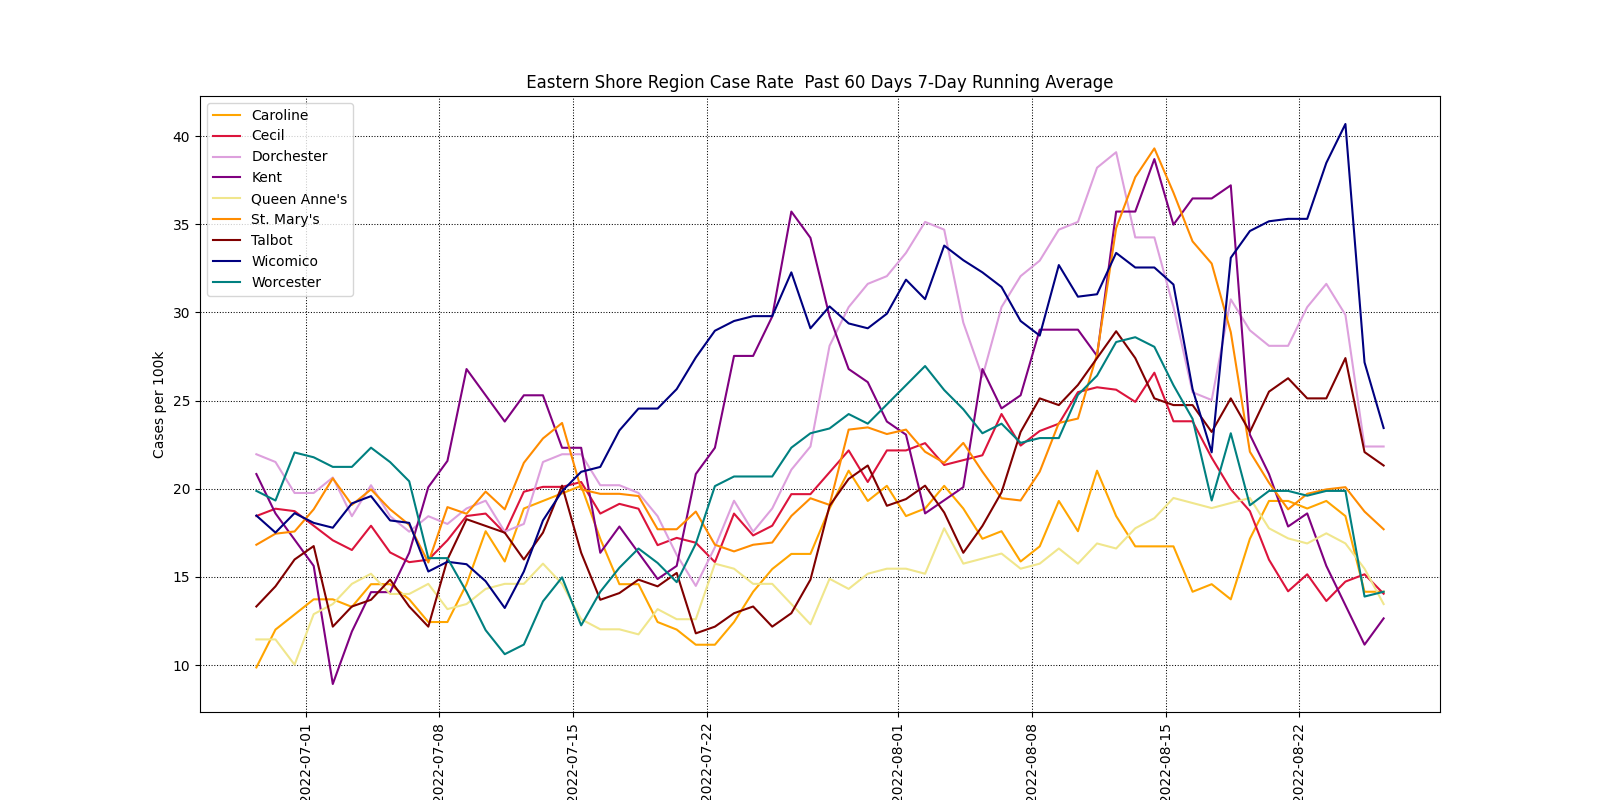 Eastern Shore Region Case Rate  Past 60 Days 7-Day Running Average
Caroline
Cecil
Dorchester
Kent
Queen Anne's
St. Mary's
Talbot
Wicomico
Worcester
Cases per 100k
40
35
30
25
20
15
10
2022-07-01
2022-07-08
2022-07-15
2022-07-22
2022-08-01
2022-08-08
2022-08-15
2022-08-22